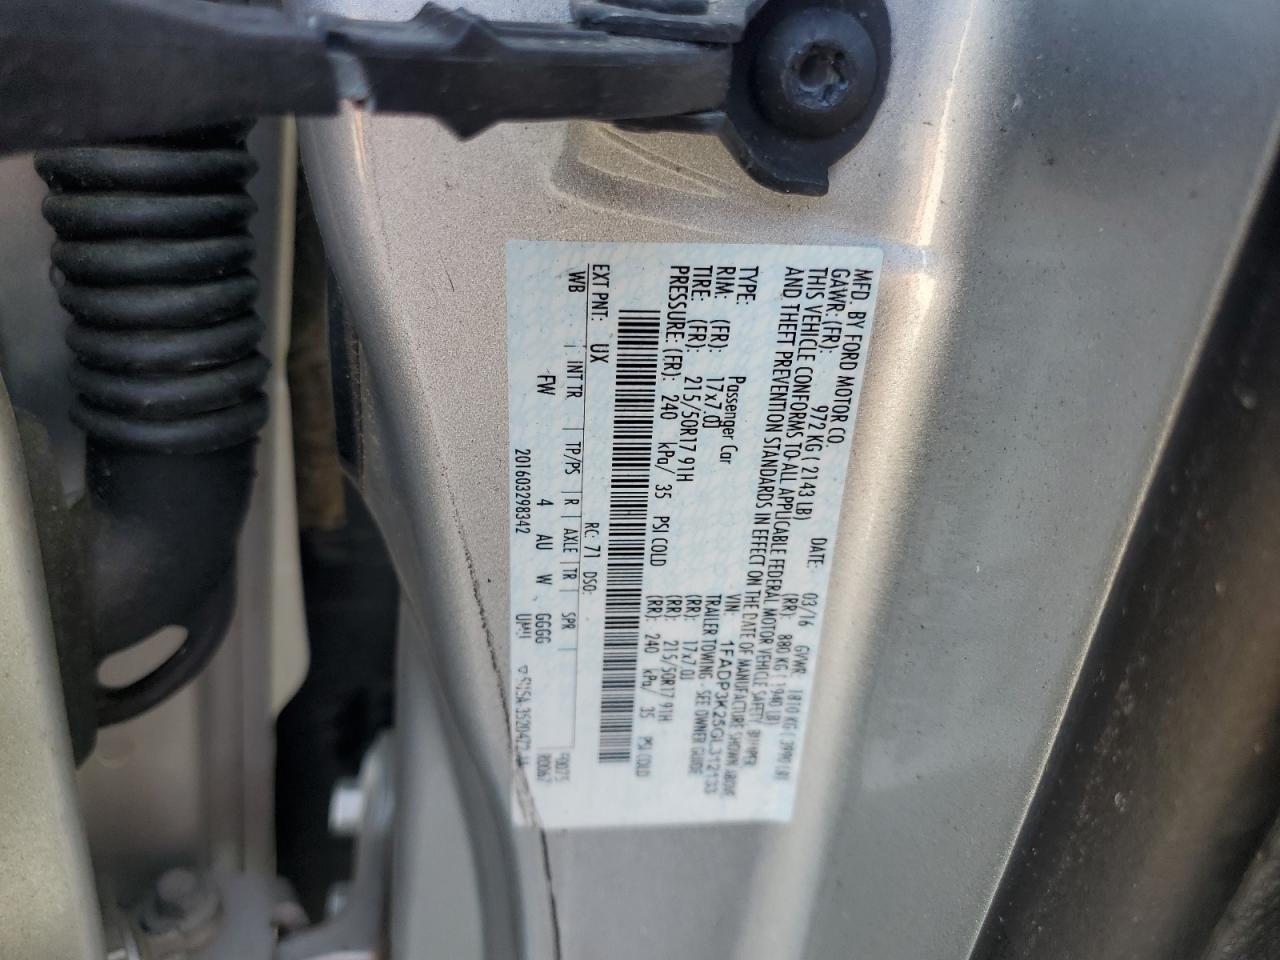 MFD. BY FORD MOTOR CO.
DATE: 03/16 GVWR: 1810 KG ( 3990 LB)
GAWR: (FR): 972 KG ( 2143 LB) (RR): 880 KG ( 1940 LB)
THIS VEHICLE CONFORMS TO ALL APPLICABLE FEDERAL MOTOR VEHICLE SAFETY/ BUMPER
AND THEFT PREVENTION STANDARDS IN EFFECT ON THE DATE OF MANUFACTURE SHOWN ABOVE
VIN: 1FADP3K25GL312133
TYPE: Passenger Car TRAILER TOWING - SEE OWNER GUIDE
RIM: (FR): 17x7.0J (RR): 17x7.0J
TIRE: (FR): 215/50R17 91H (RR): 215/50R17 91H
PRESSURE: (FR): 240 kPa/ 35 PSI COLD (RR): 240 kPa/ 35 PSI COLD
EXT PNT: UX RC: 71 DSO:
WB | INT TR | TP/PS | R | AXLE | TR | SPR |
FW 4 AU W GGGG
201603298342